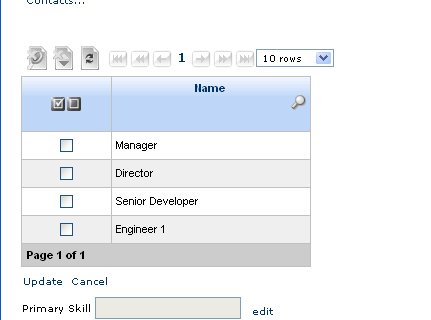 Contacts...
1 10 rows
Name
Manager
Director
Senior Developer
Engineer 1
Page 1 of 1
Update Cancel
Primary Skill edit